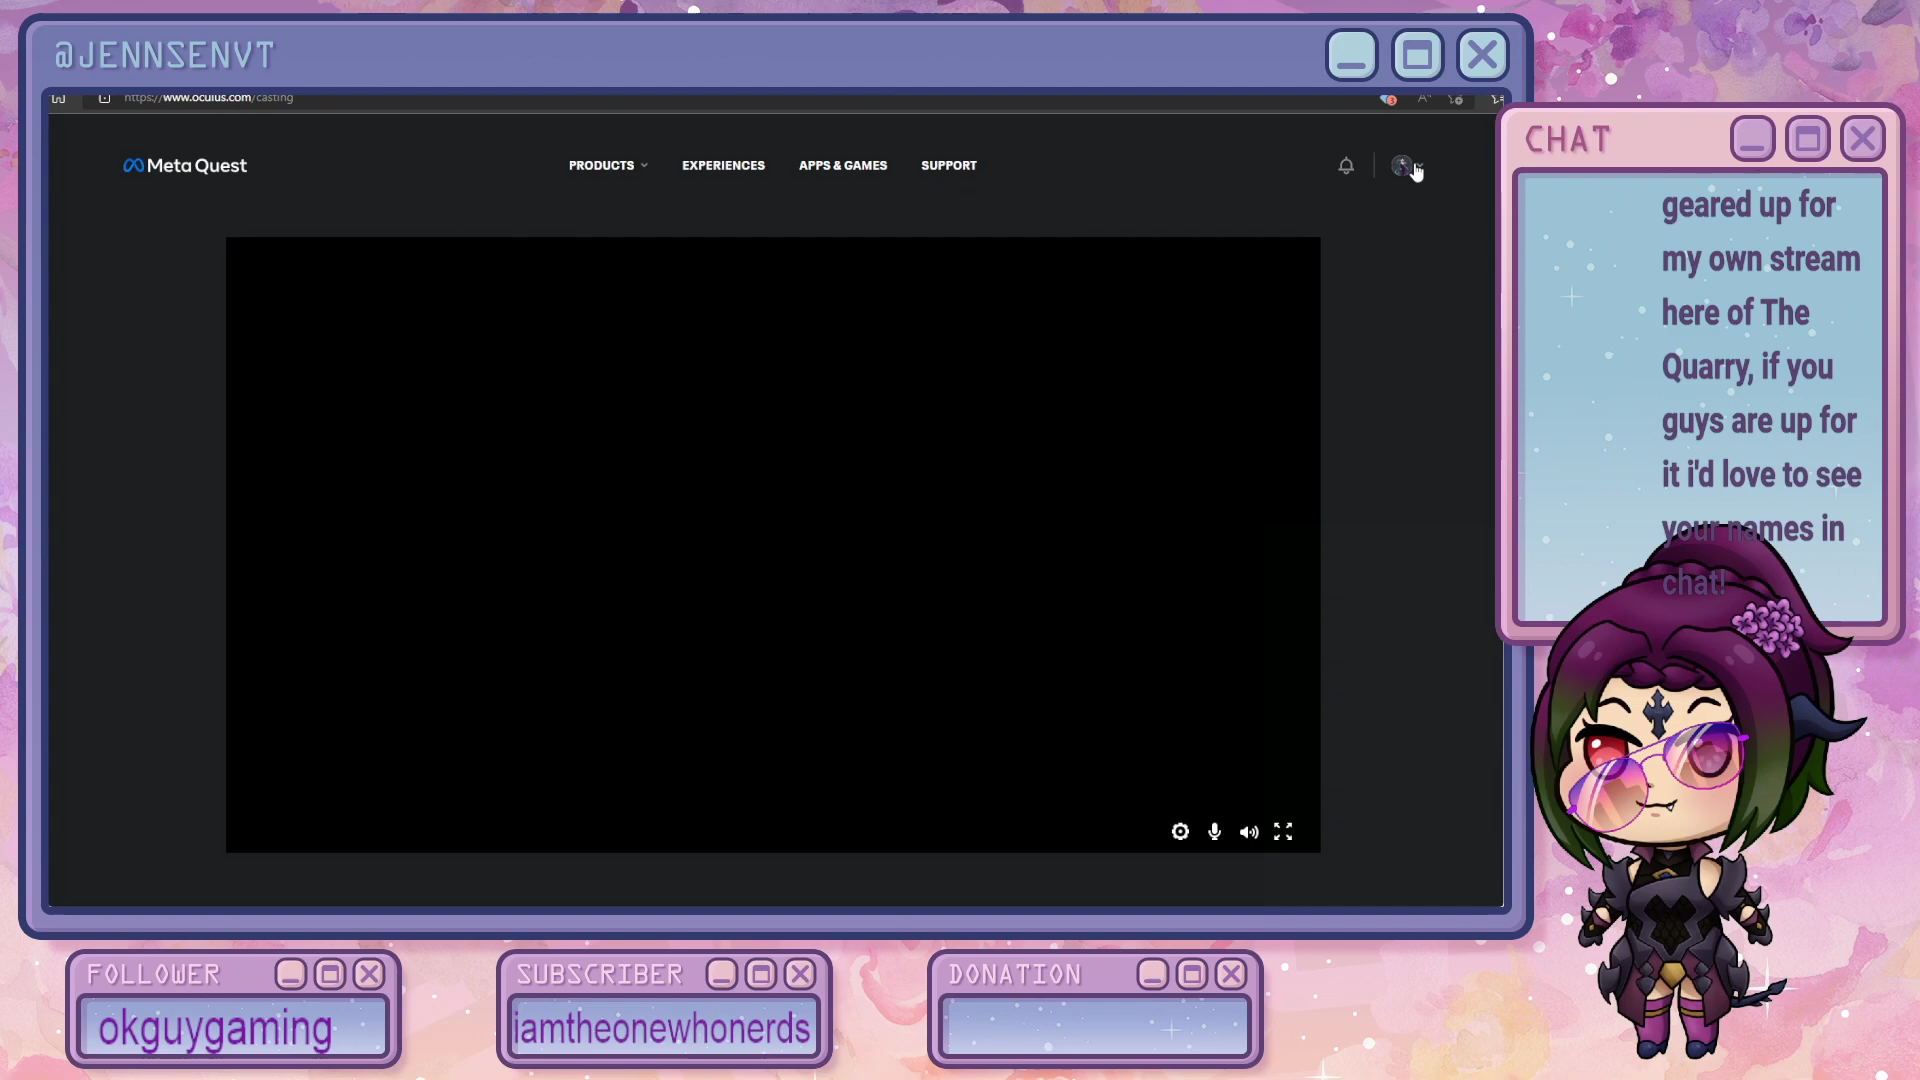 @JENNSENVT
https://www.oculus.com/casting
3
Meta Quest
PRODUCTS
EXPERIENCES
APPS & GAMES
SUPPORT
CHAT
geared up for
my own stream
here of The
Quarry, if you
guys are up for
it i'd love to see
your names in
chat!
FOLLOWER
okguygaming
SUBSCRIBER
iamtheonewhonerds
DONATION